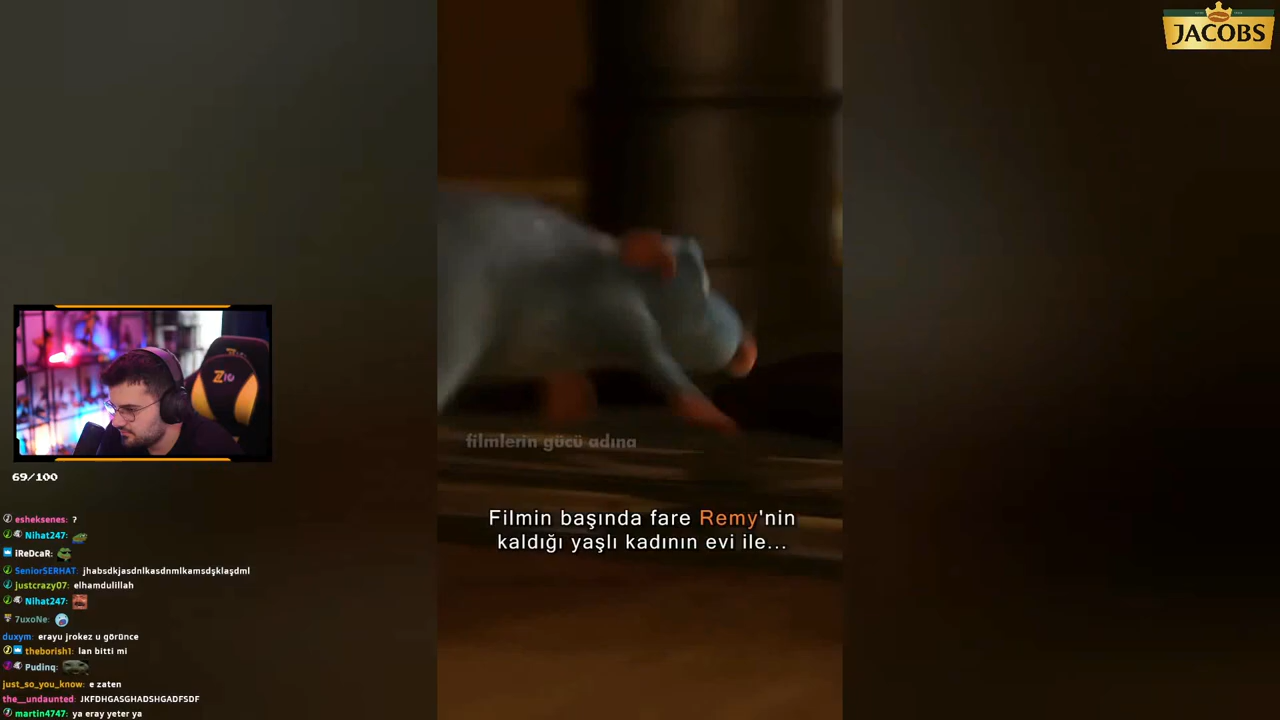 JACOBS
filmlerin gücü adına
Filmin başında fare Remy'nin
kaldığı yaşlı kadının evi ile...
69/100
esheksenes: ?
Nihat247:
iReDcaR:
SeniorSERHAT: jhabsdkjasdnlkasdnmlkamsdşklaşdml
justcrazy07: elhamdulillah
Nihat247:
7uxoNe:
duxym: erayu jrokez u görünce
theborish1: lan bitti mi
Pudinq:
just_so_you_know: e zaten
the__undaunted: JKFDHGASGHADSHGADFSDF
martin4747: ya eray yeter ya